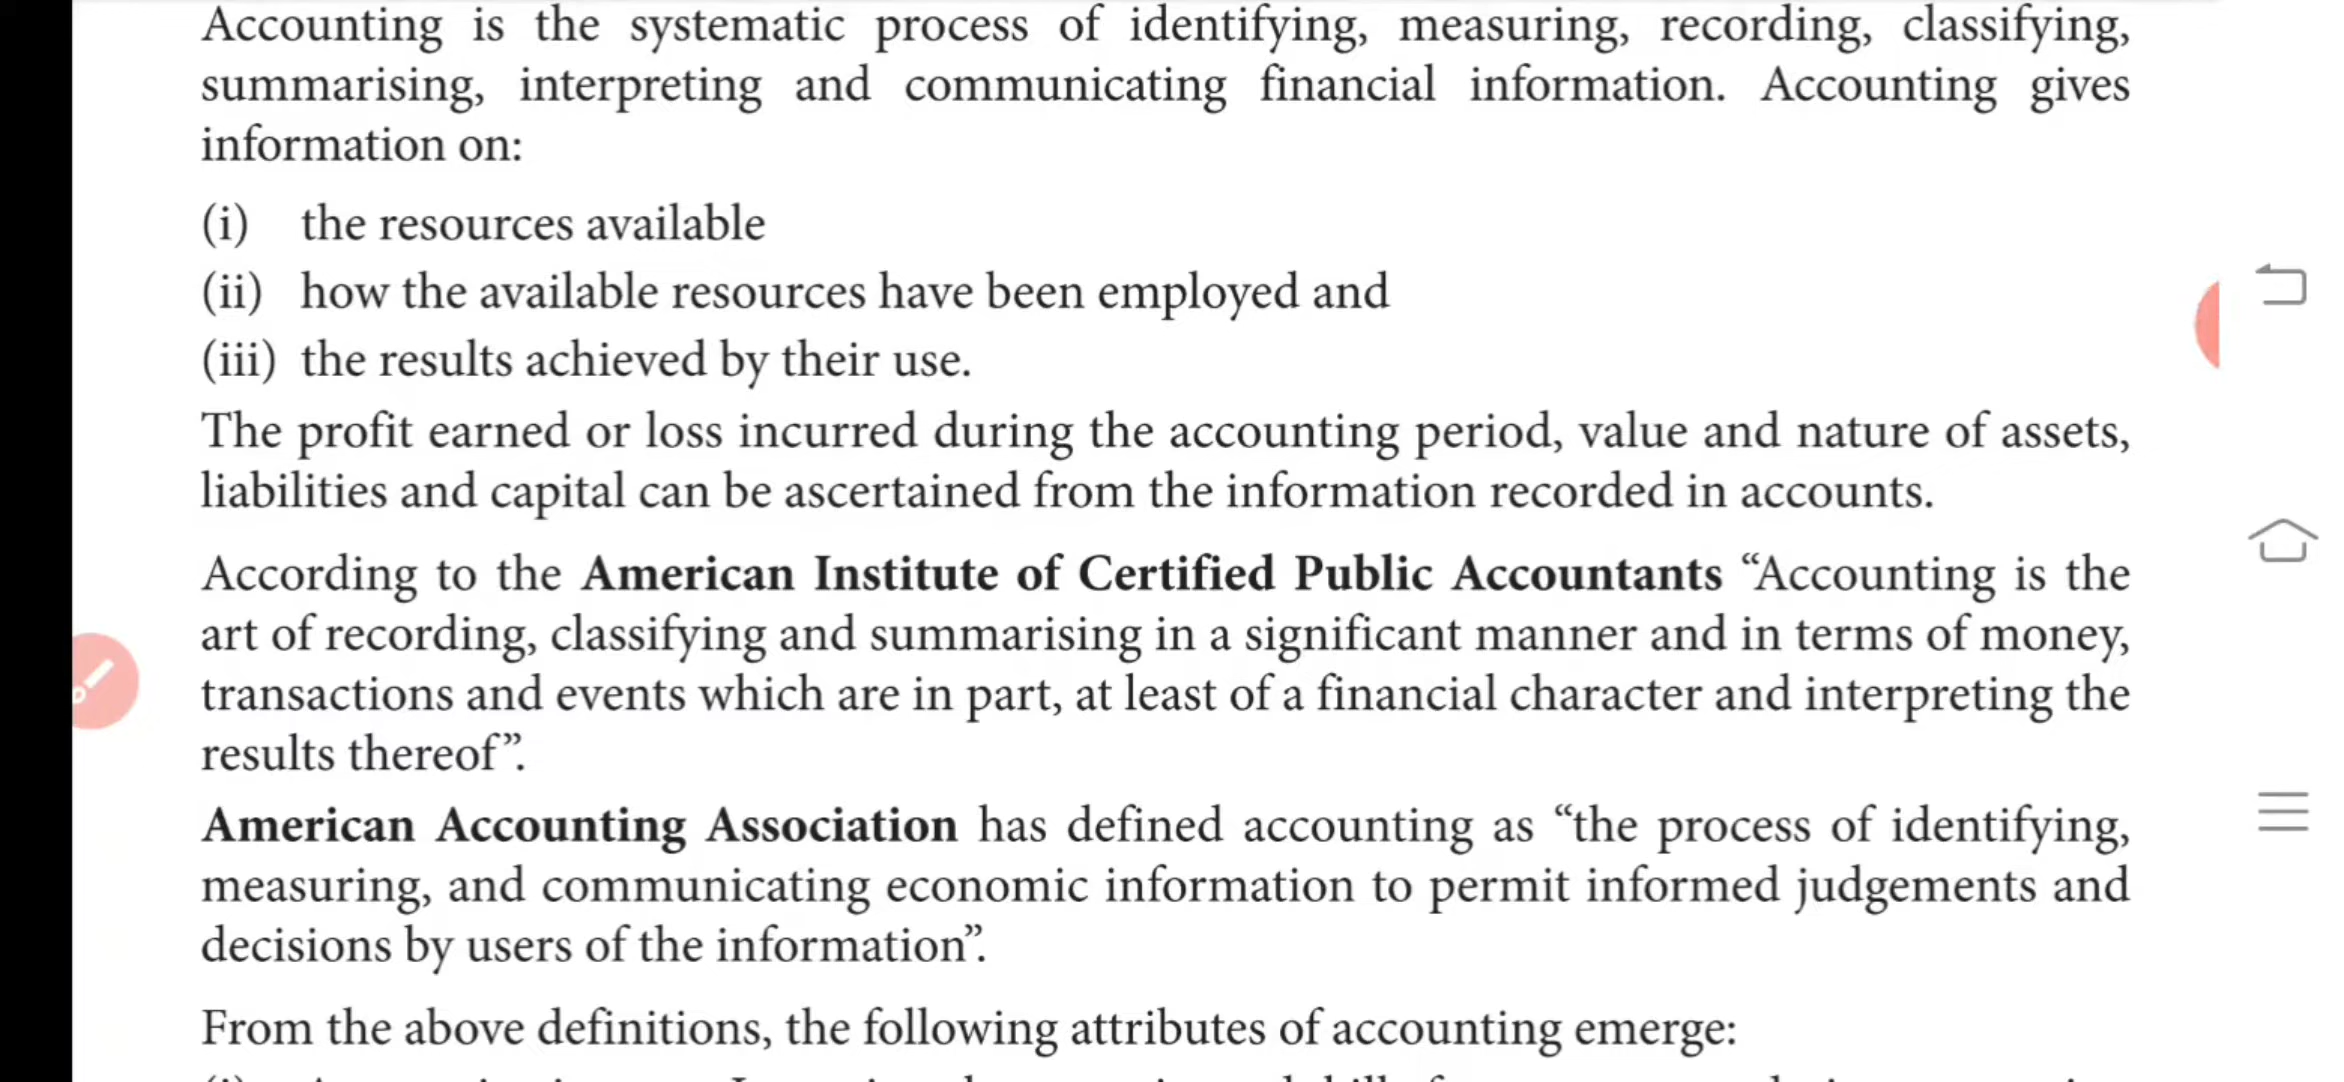 Accounting is the systematic process of identifying, measuring, recording, classifying,
summarising, interpreting and communicating financial information. Accounting gives
information on:
(i) the resources available
(ii) how the available resources have been employed and
(iii) the results achieved by their use.
The profit earned or loss incurred during the accounting period, value and nature of assets,
liabilities and capital can be ascertained from the information recorded in accounts.
According to the American Institute of Certified Public Accountants “Accounting is the
art of recording, classifying and summarising in a significant manner and in terms of money,
transactions and events which are in part, at least of a financial character and interpreting the
results thereof”.
American Accounting Association has defined accounting as “the process of identifying,
measuring, and communicating economic information to permit informed judgements and
decisions by users of the information”.
From the above definitions, the following attributes of accounting emerge: